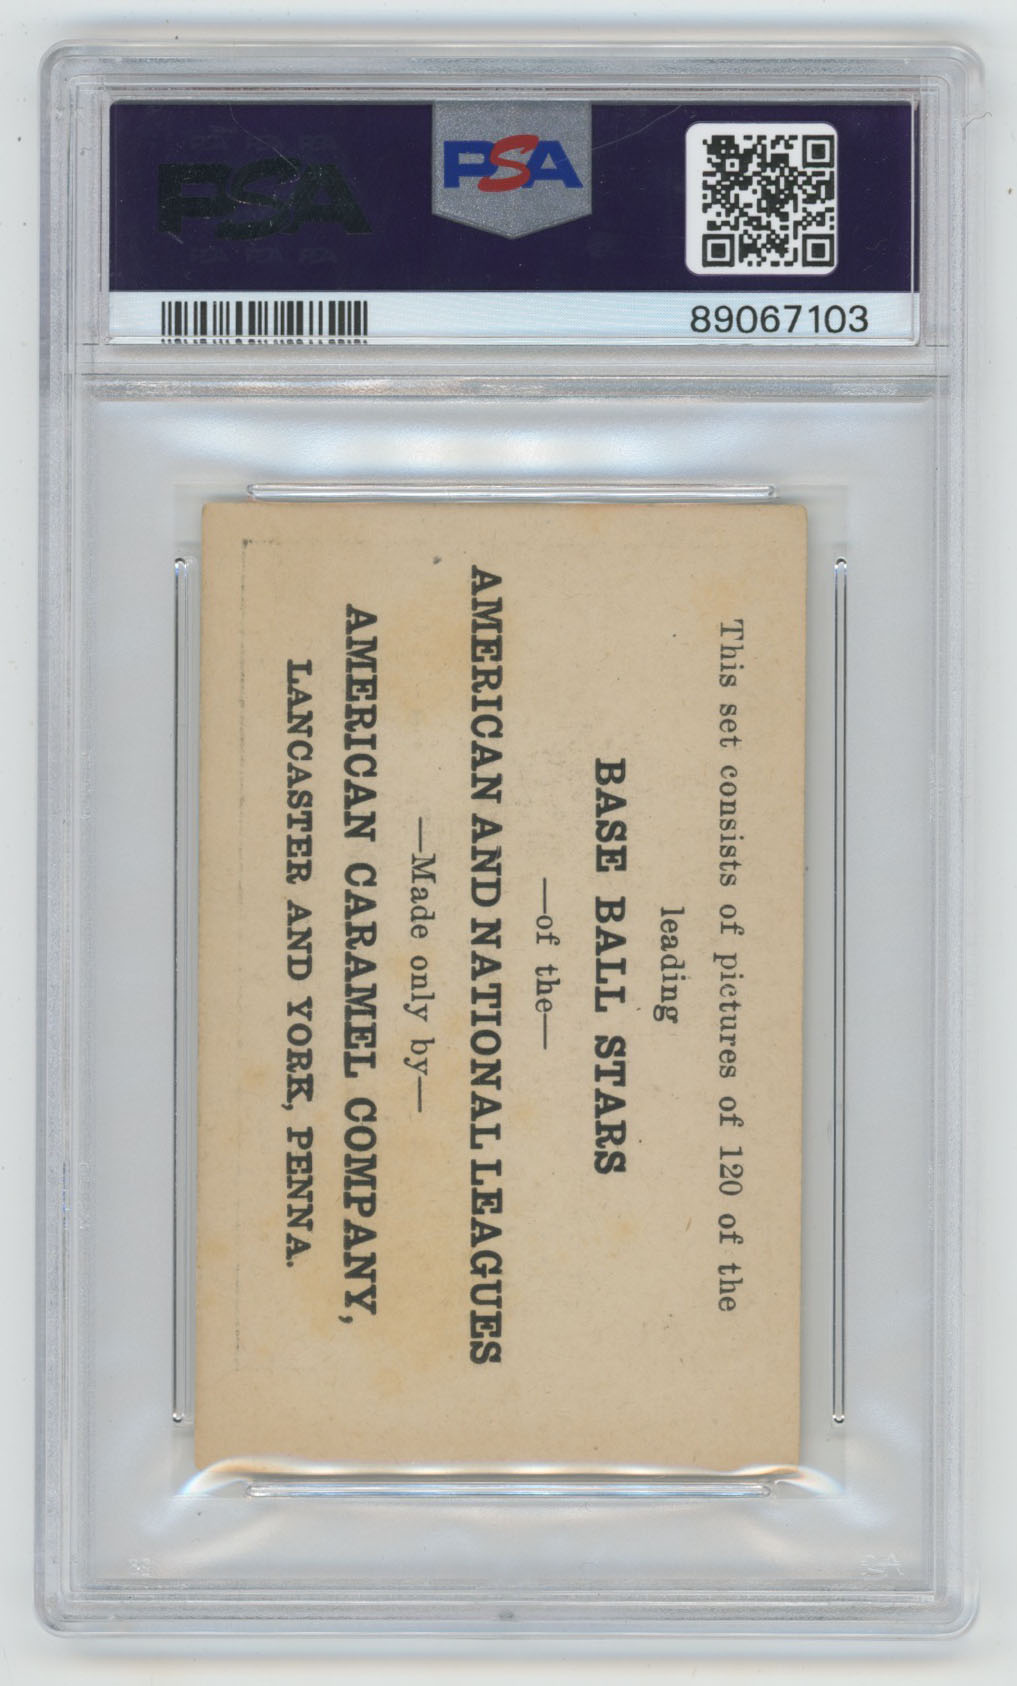 PSA
PSA
89067103
This set consists of pictures of 120 of the
leading
BASE BALL STARS
—of the—
AMERICAN AND NATIONAL LEAGUES
—Made only by—
AMERICAN CARAMEL COMPANY,
LANCASTER AND YORK, PENNA.